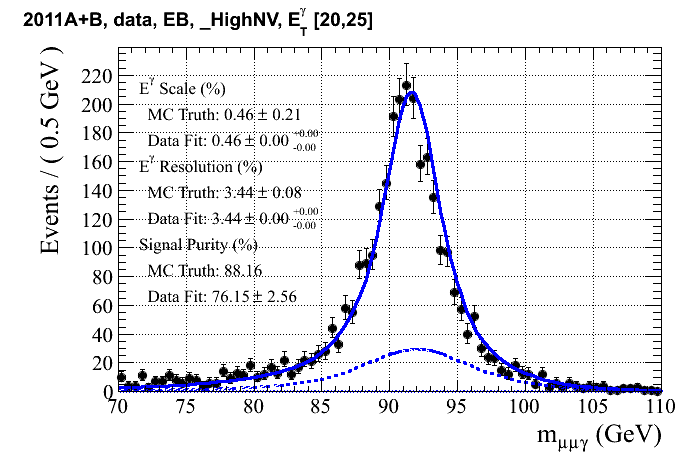 2011A+B, data, EB, _HighNV, E_T^γ [20,25]
Events / ( 0.5 GeV )
220
200
180
160
140
120
100
80
60
40
20
0
E^γ Scale (%)
MC Truth: 0.46 ± 0.21
Data Fit: 0.46 ± 0.00 +0.00 -0.00
E^γ Resolution (%)
MC Truth: 3.44 ± 0.08
Data Fit: 3.44 ± 0.00 +0.00 -0.00
Signal Purity (%)
MC Truth: 88.16
Data Fit: 76.15 ± 2.56
70 75 80 85 90 95 100 105 110
m_μμγ (GeV)